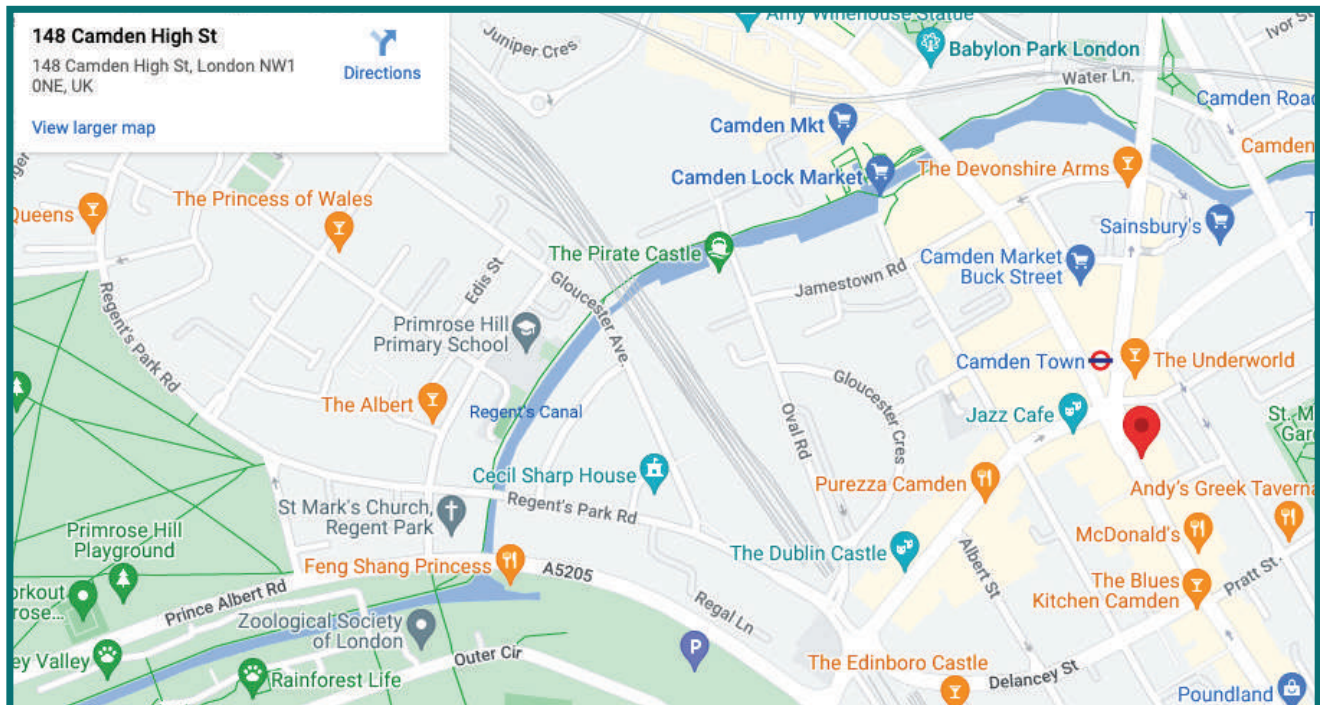 148 Camden High St
148 Camden High St, London NW1
0NE, UK
Directions
View larger map
Amy Winehouse Statue
Juniper Cres
Babylon Park London
Ivor St
Water Ln.
Camden Road
Camden Mkt
Camden
Camden Lock Market
The Devonshire Arms
The Princess of Wales
Queens
Sainsbury's
The Pirate Castle
Camden Market
Buck Street
Jamestown Rd
Edis St
Gloucester Ave.
Regent's Park Rd
Primrose Hill
Primary School
Camden Town
The Underworld
Gloucester Cres
The Albert
Regent's Canal
Oval Rd
Jazz Cafe
St. M
Gar
Cecil Sharp House
Purezza Camden
Andy's Greek Taverna
St Mark's Church,
Regent Park
Regent's Park Rd
Primrose Hill
Playground
McDonald's
The Dublin Castle
Albert St
Feng Shang Princess
A5205
The Blues
Kitchen Camden
Pratt St.
orkout
rose...
Prince Albert Rd
Regal Ln
Zoological Society
of London
P
ey Valley
Outer Cir
The Edinboro Castle
Delancey St
Rainforest Life
Poundland